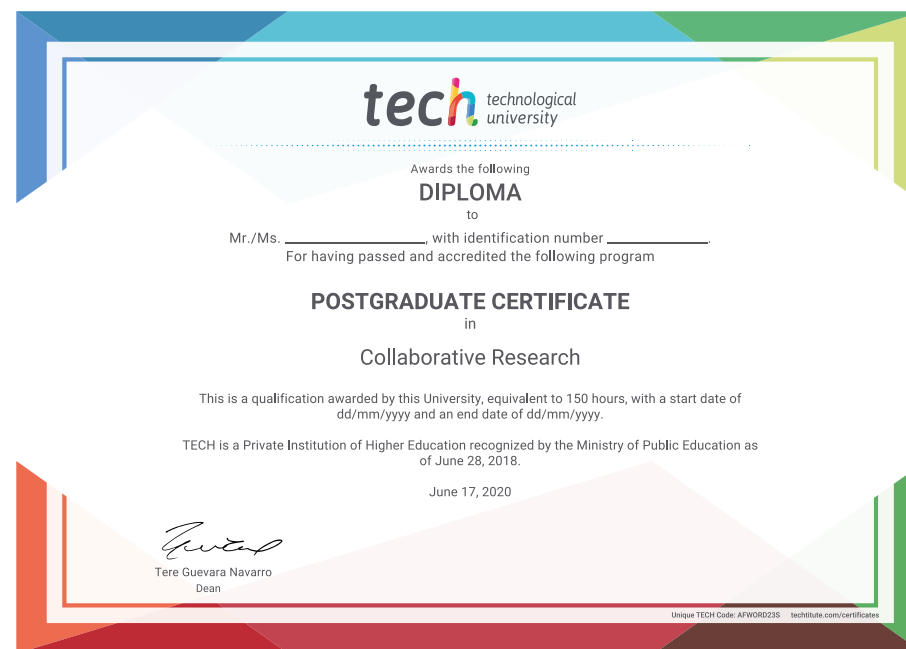 tech technological
university
Awards the following
DIPLOMA
to
Mr./Ms. ____________________, with identification number ______________.
For having passed and accredited the following program
POSTGRADUATE CERTIFICATE
in
Collaborative Research
This is a qualification awarded by this University, equivalent to 150 hours, with a start date of
dd/mm/yyyy and an end date of dd/mm/yyyy.
TECH is a Private Institution of Higher Education recognized by the Ministry of Public Education as
of June 28, 2018.
June 17, 2020
Tere Guevara Navarro
Dean
Unique TECH Code: AFWORD23S techtitute.com/certificates